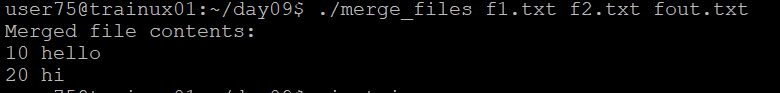 user75@trainux01:~/day09$ ./merge_files f1.txt f2.txt fout.txt
Merged file contents:
10 hello
20 hi